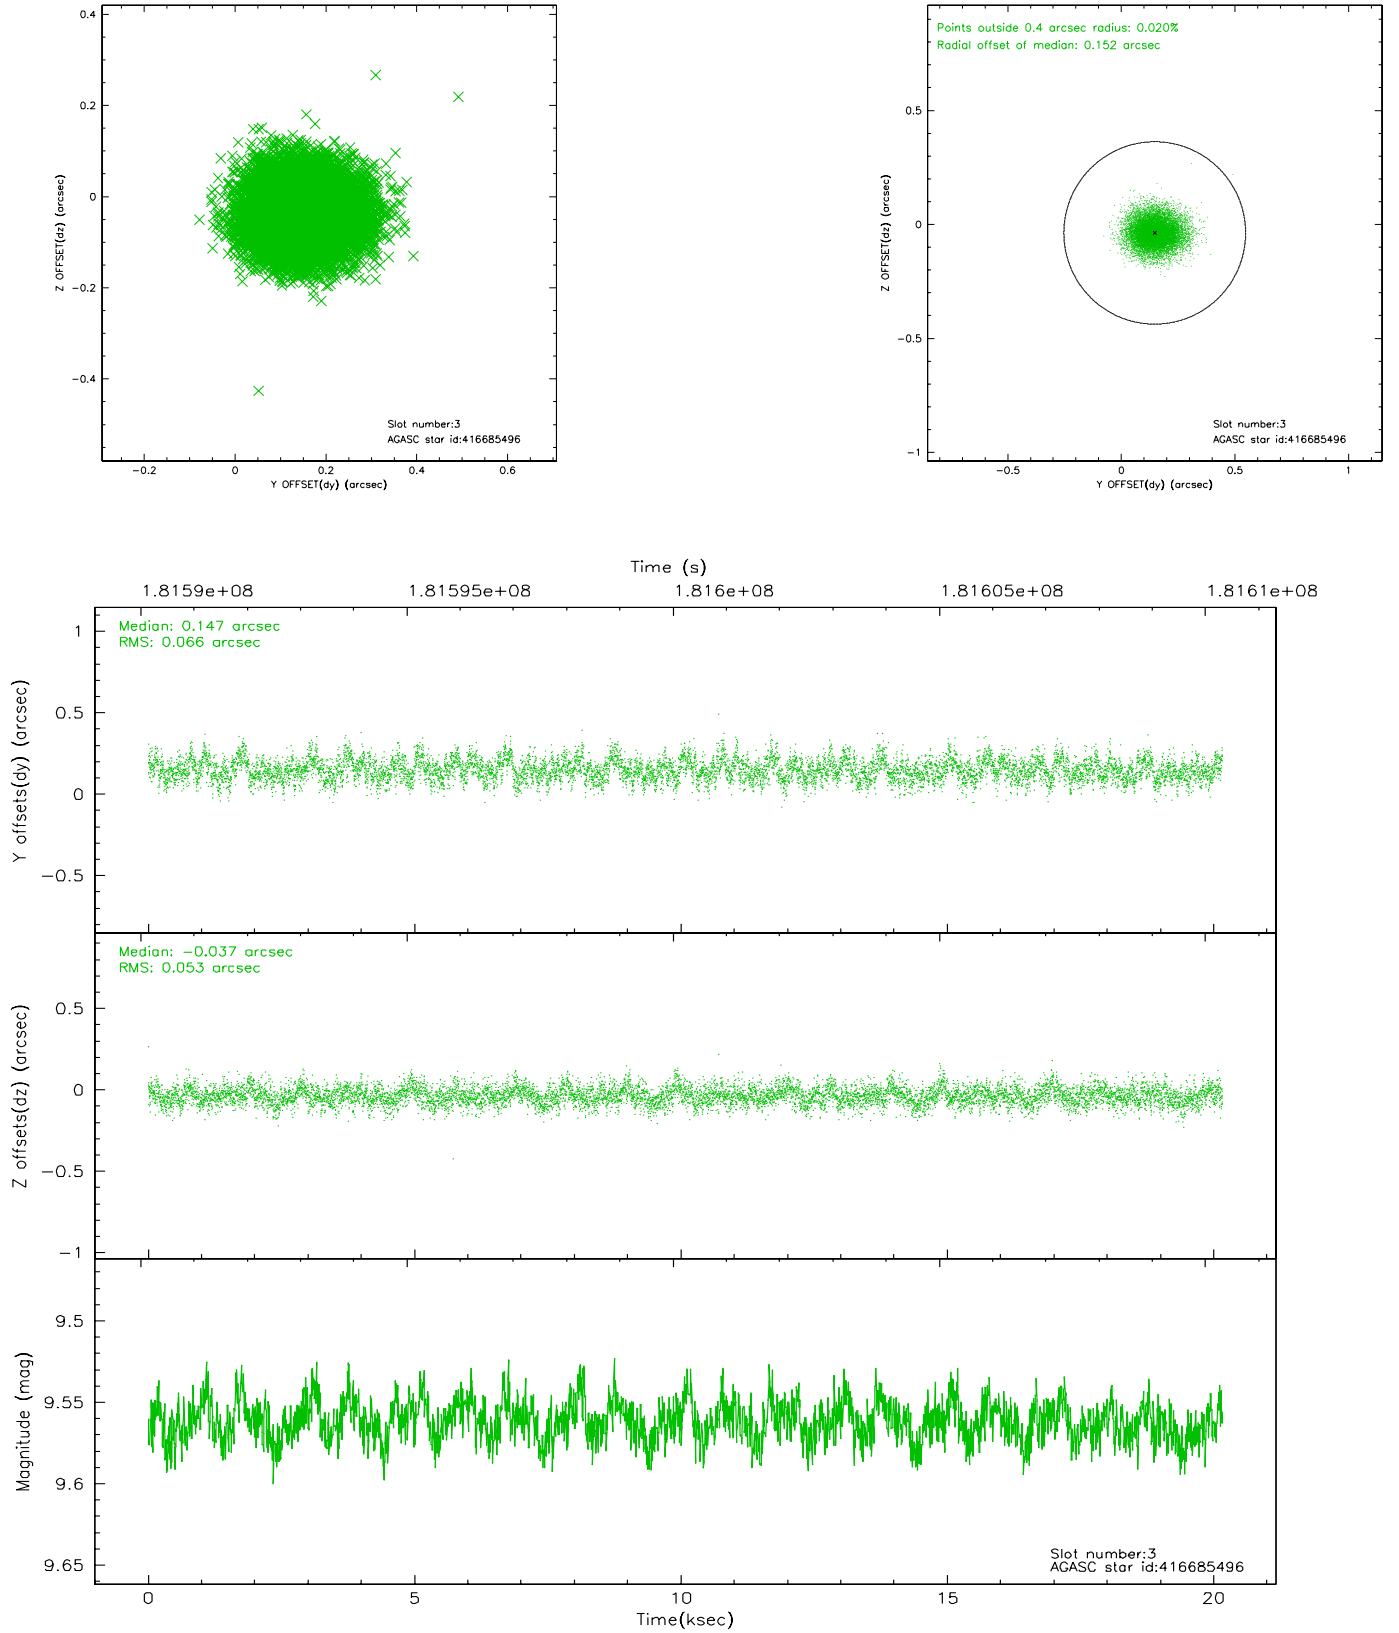 0.4
0.2
0
−0.2
−0.4
Z OFFSET(dz) (arcsec)
Slot number:3
AGASC star id:416685496
−0.2 0 0.2 0.4 0.6
Y OFFSET(dy) (arcsec)
Points outside 0.4 arcsec radius: 0.020%
Radial offset of median: 0.152 arcsec
0.5
0
−0.5
−1
Z OFFSET(dz) (arcsec)
Slot number:3
AGASC star id:416685496
−0.5 0 0.5 1
Y OFFSET(dy) (arcsec)
Time (s)
1.8159e+08 1.81595e+08 1.816e+08 1.81605e+08 1.8161e+08
Median: 0.147 arcsec
RMS: 0.066 arcsec
1
0.5
0
−0.5
Y offsets(dy) (arcsec)
Median: −0.037 arcsec
RMS: 0.053 arcsec
0.5
0
−0.5
−1
Z offsets(dz) (arcsec)
9.5
9.55
9.6
9.65
Magnitude (mag)
Slot number:3
AGASC star id:416685496
0 5 10 15 20
Time(ksec)